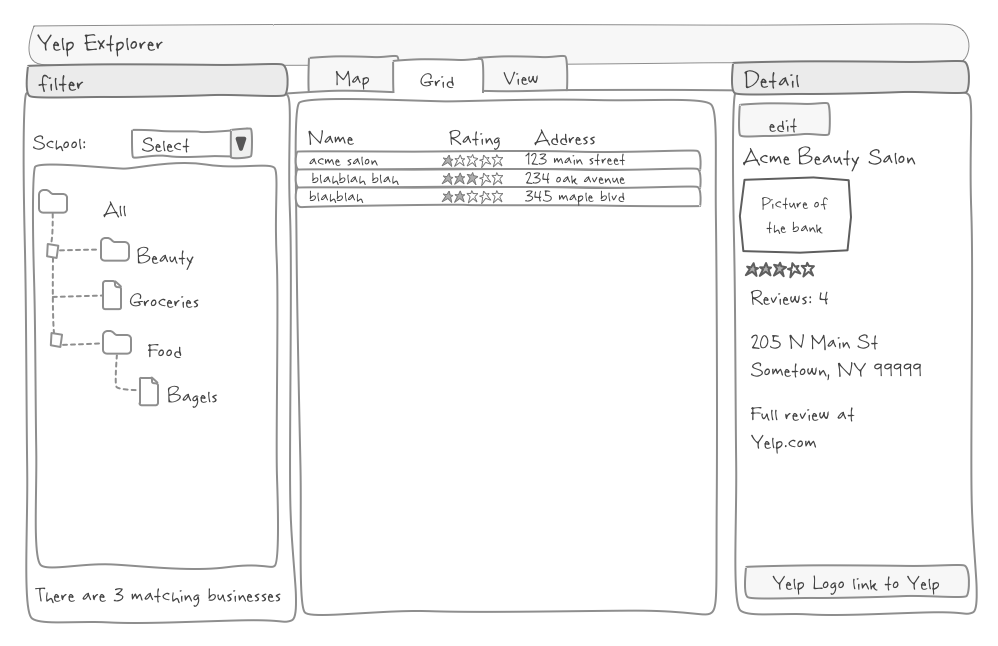 Yelp Extplorer
filter
School:
Select
All
Beauty
Groceries
Food
Bagels
There are 3 matching businesses
Map
Grid
View
Name Rating Address
acme salon 123 main street
blahblah blah 234 oak avenue
blahblah 345 maple blvd
Detail
edit
Acme Beauty Salon
Picture of
the bank
Reviews: 4
205 N Main St
Sometown, NY 99999
Full review at
Yelp.com
Yelp Logo link to Yelp